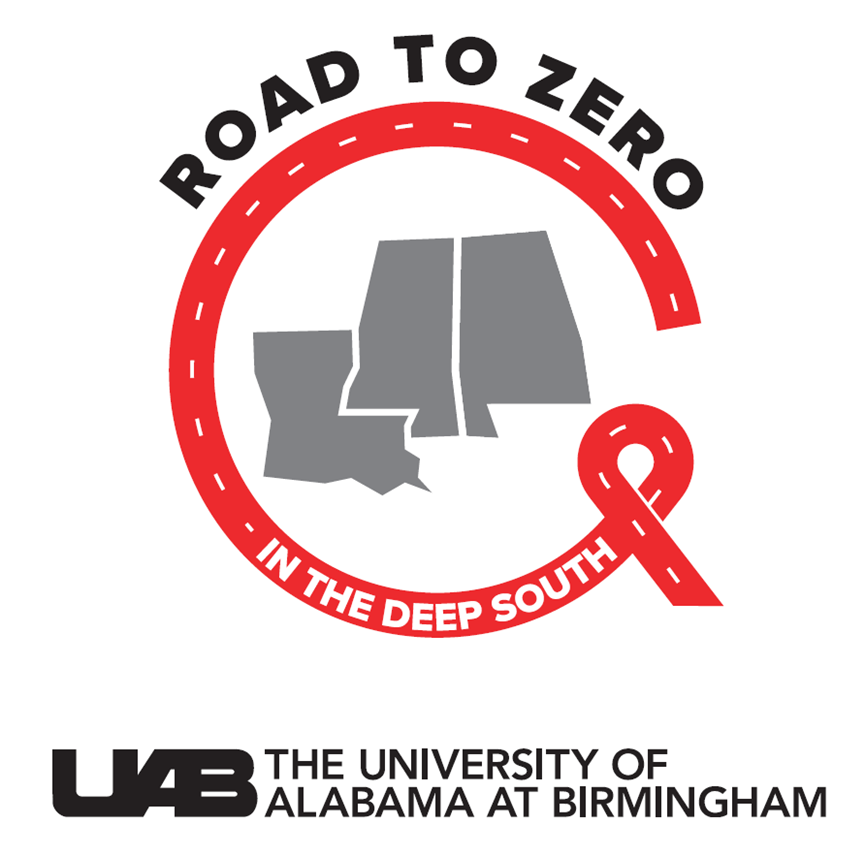 ROAD TO ZERO
IN THE DEEP SOUTH
UAB THE UNIVERSITY OF
ALABAMA AT BIRMINGHAM